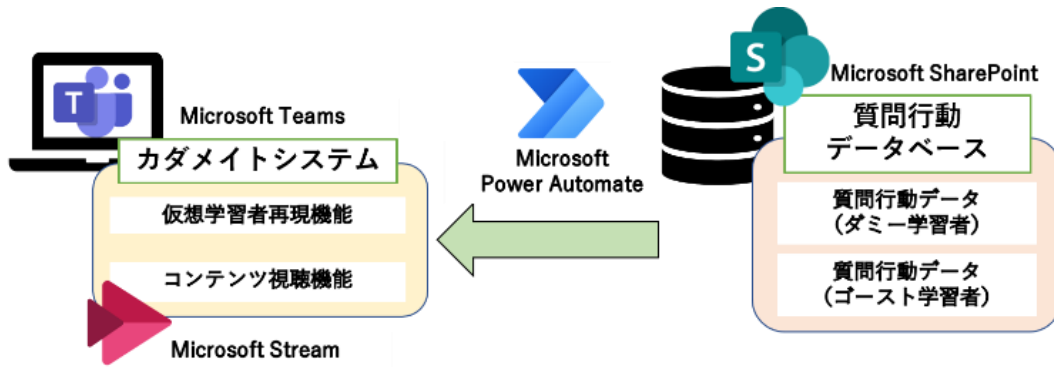 T
Microsoft Teams
カダメイトシステム
仮想学習者再現機能
コンテンツ視聴機能
Microsoft Stream
MIcrosoft
Power Automate
S
Microsoft SharePoint
質問行動
データベース
質問行動データ
(ダミー学習者)
質問行動データ
(ゴースト学習者)